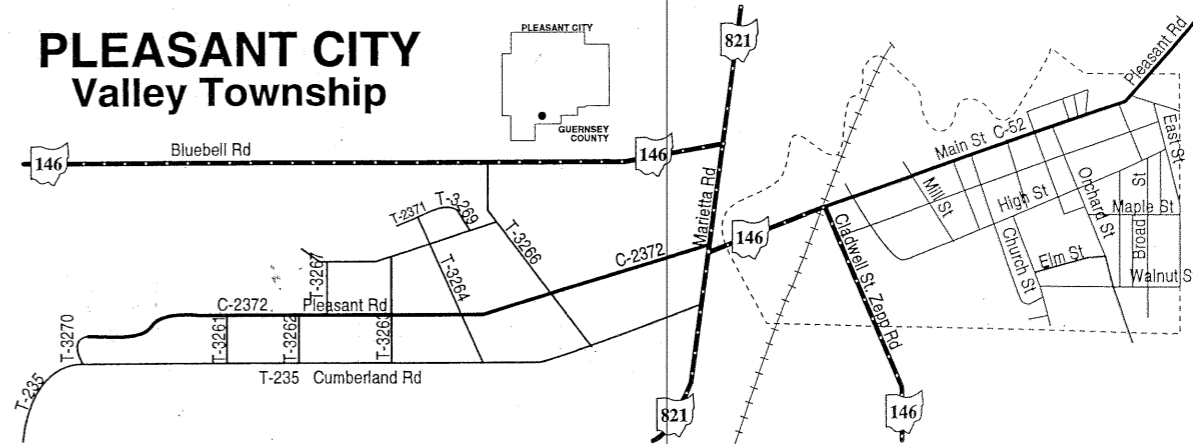 PLEASANT CITY
Valley Township
PLEASANT CITY
GUERNSEY
COUNTY
821
Pleasant Rd
146
Bluebell Rd
146
Main St C-52
East St
Marietta Rd
Mill St
High St
Orchard St
St
Maple St
Broad
T-2371
T-3269
T-3266
C-2372
146
Cladwell St. Zepp Rd
Church St
Elm St
Walnut S
T-3267
T-3264
C-2372
Pleasant Rd
T-3270
T-3261
T-3262
T-3263
T-235
T-235 Cumberland Rd
821
146